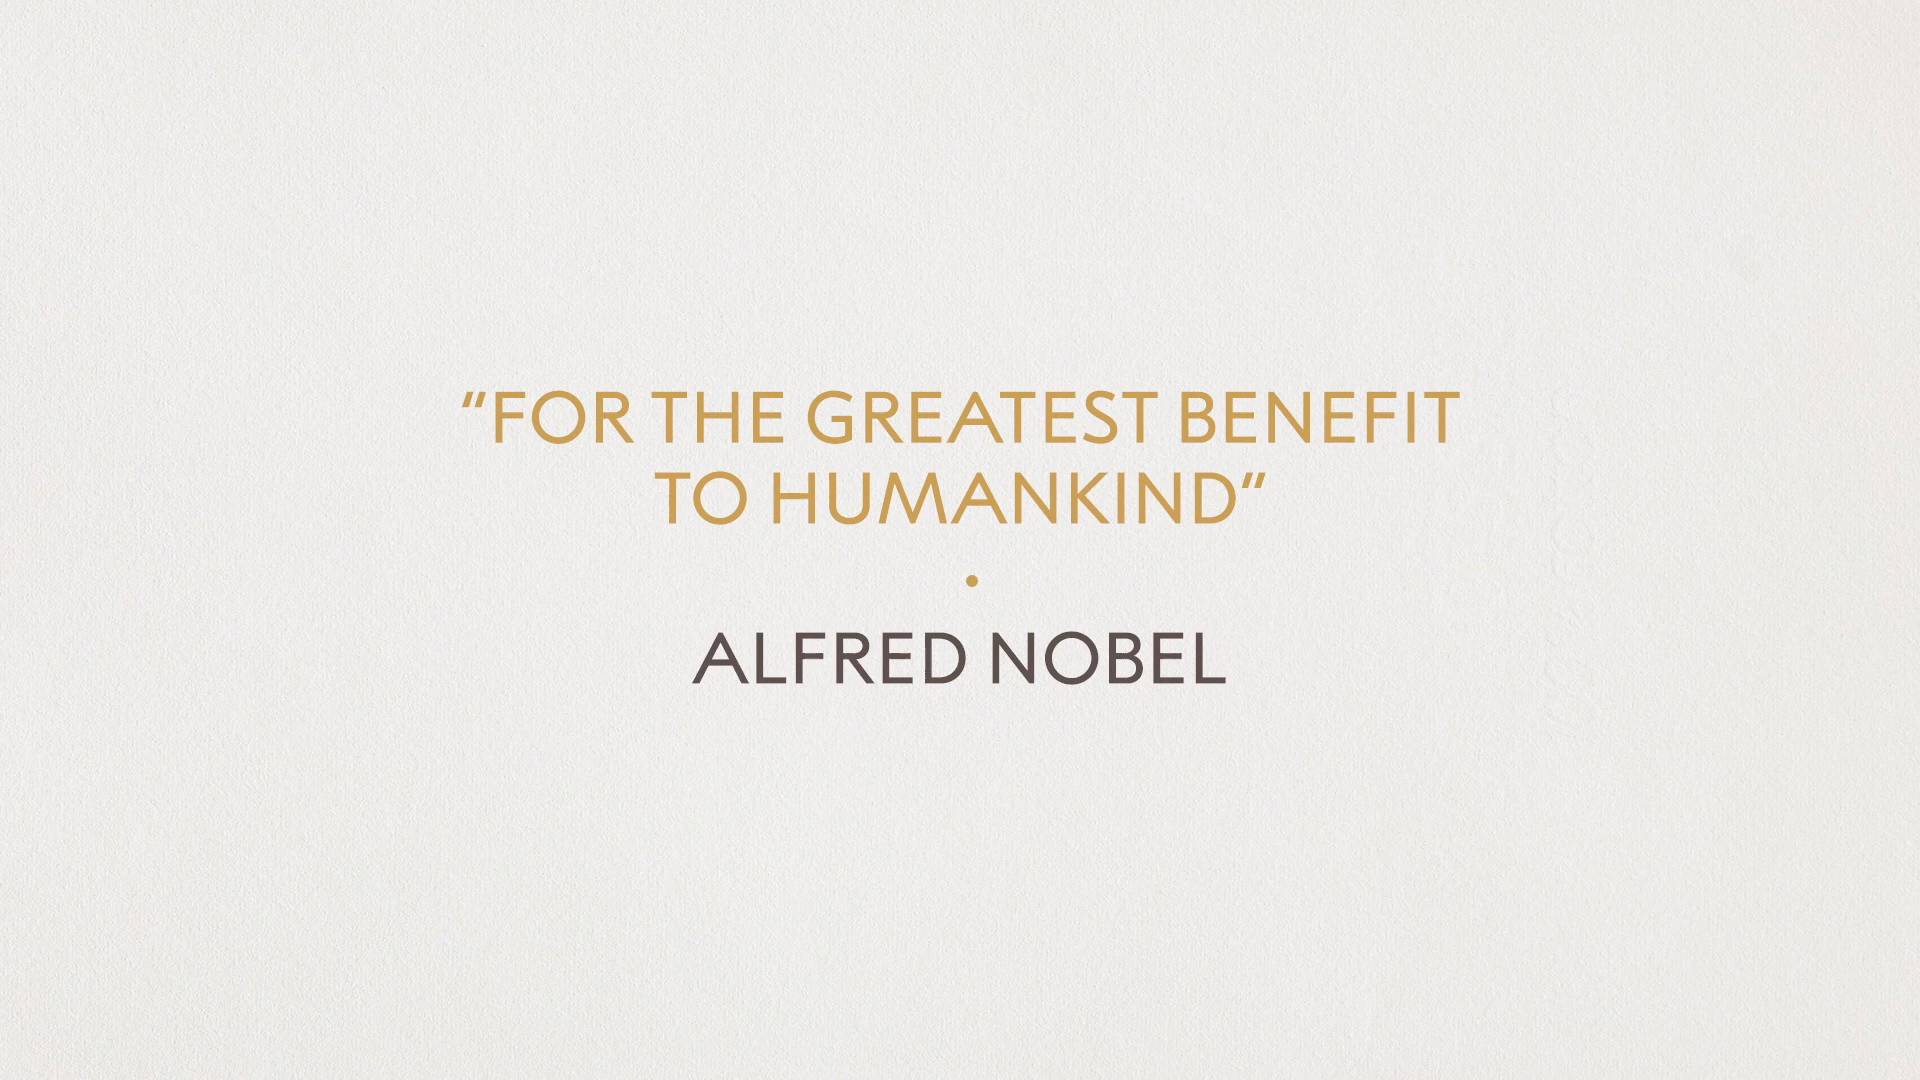 “FOR THE GREATEST BENEFIT
TO HUMANKIND”
•
ALFRED NOBEL